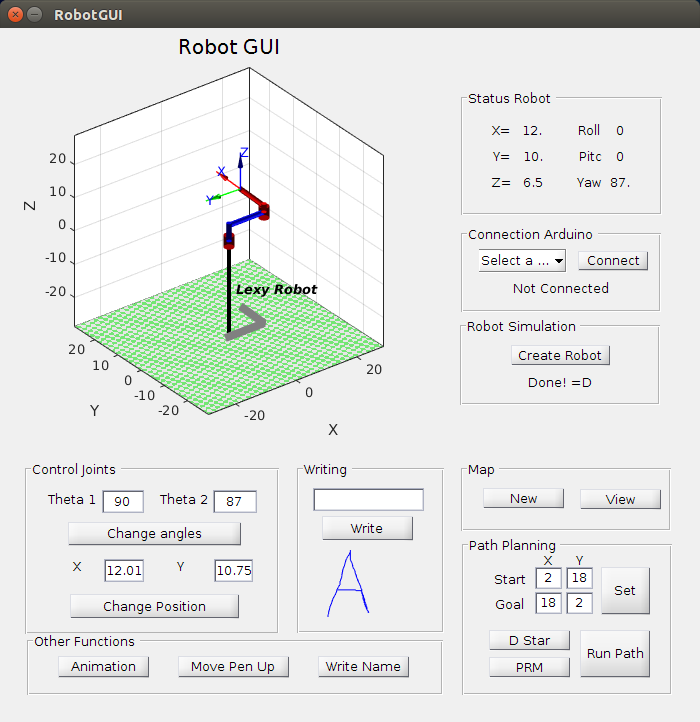 RobotGUI
Robot GUI
Z
20
10
0
-10
-20
Z
X
Y
Lexy Robot
20
10
0
-10
-20
Y
-20
0
20
X
Status Robot
X= 12. Roll 0
Y= 10. Pitc 0
Z= 6.5 Yaw 87.
Connection Arduino
Select a ... Connect
Not Connected
Robot Simulation
Create Robot
Done! =D
Control Joints
Theta 1 90 Theta 2 87
Change angles
X 12.01 Y 10.75
Change Position
Writing
Write
A
Map
New View
Path Planning
X Y
Start 2 18
Goal 18 2
Set
D Star
PRM
Run Path
Other Functions
Animation Move Pen Up Write Name